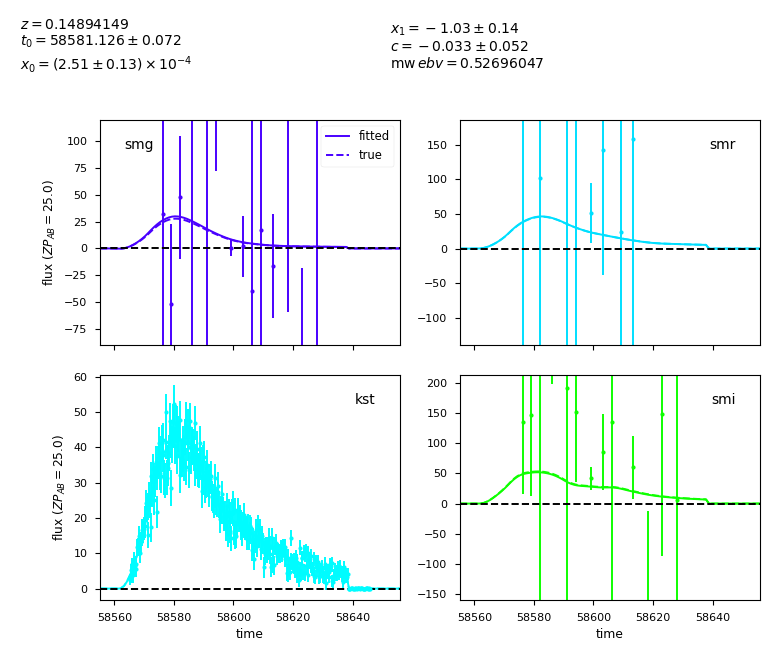 z = 0.14894149
t₀ = 58581.126 ± 0.072
x₀ = (2.51 ± 0.13) × 10⁻⁴
x₁ = −1.03 ± 0.14
c = −0.033 ± 0.052
mw ebv = 0.52696047
smg
fitted
true
100
75
50
25
0
−25
−50
−75
flux (ZP_AB = 25.0)
smr
150
100
50
0
−50
−100
kst
60
50
40
30
20
10
0
flux (ZP_AB = 25.0)
58560 58580 58600 58620 58640
time
smi
200
150
100
50
0
−50
−100
−150
58560 58580 58600 58620 58640
time